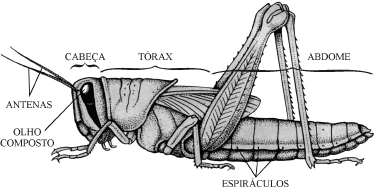 CABEÇA
TÓRAX
ABDOME
ANTENAS
OLHO
COMPOSTO
ESPIRÁCULOS